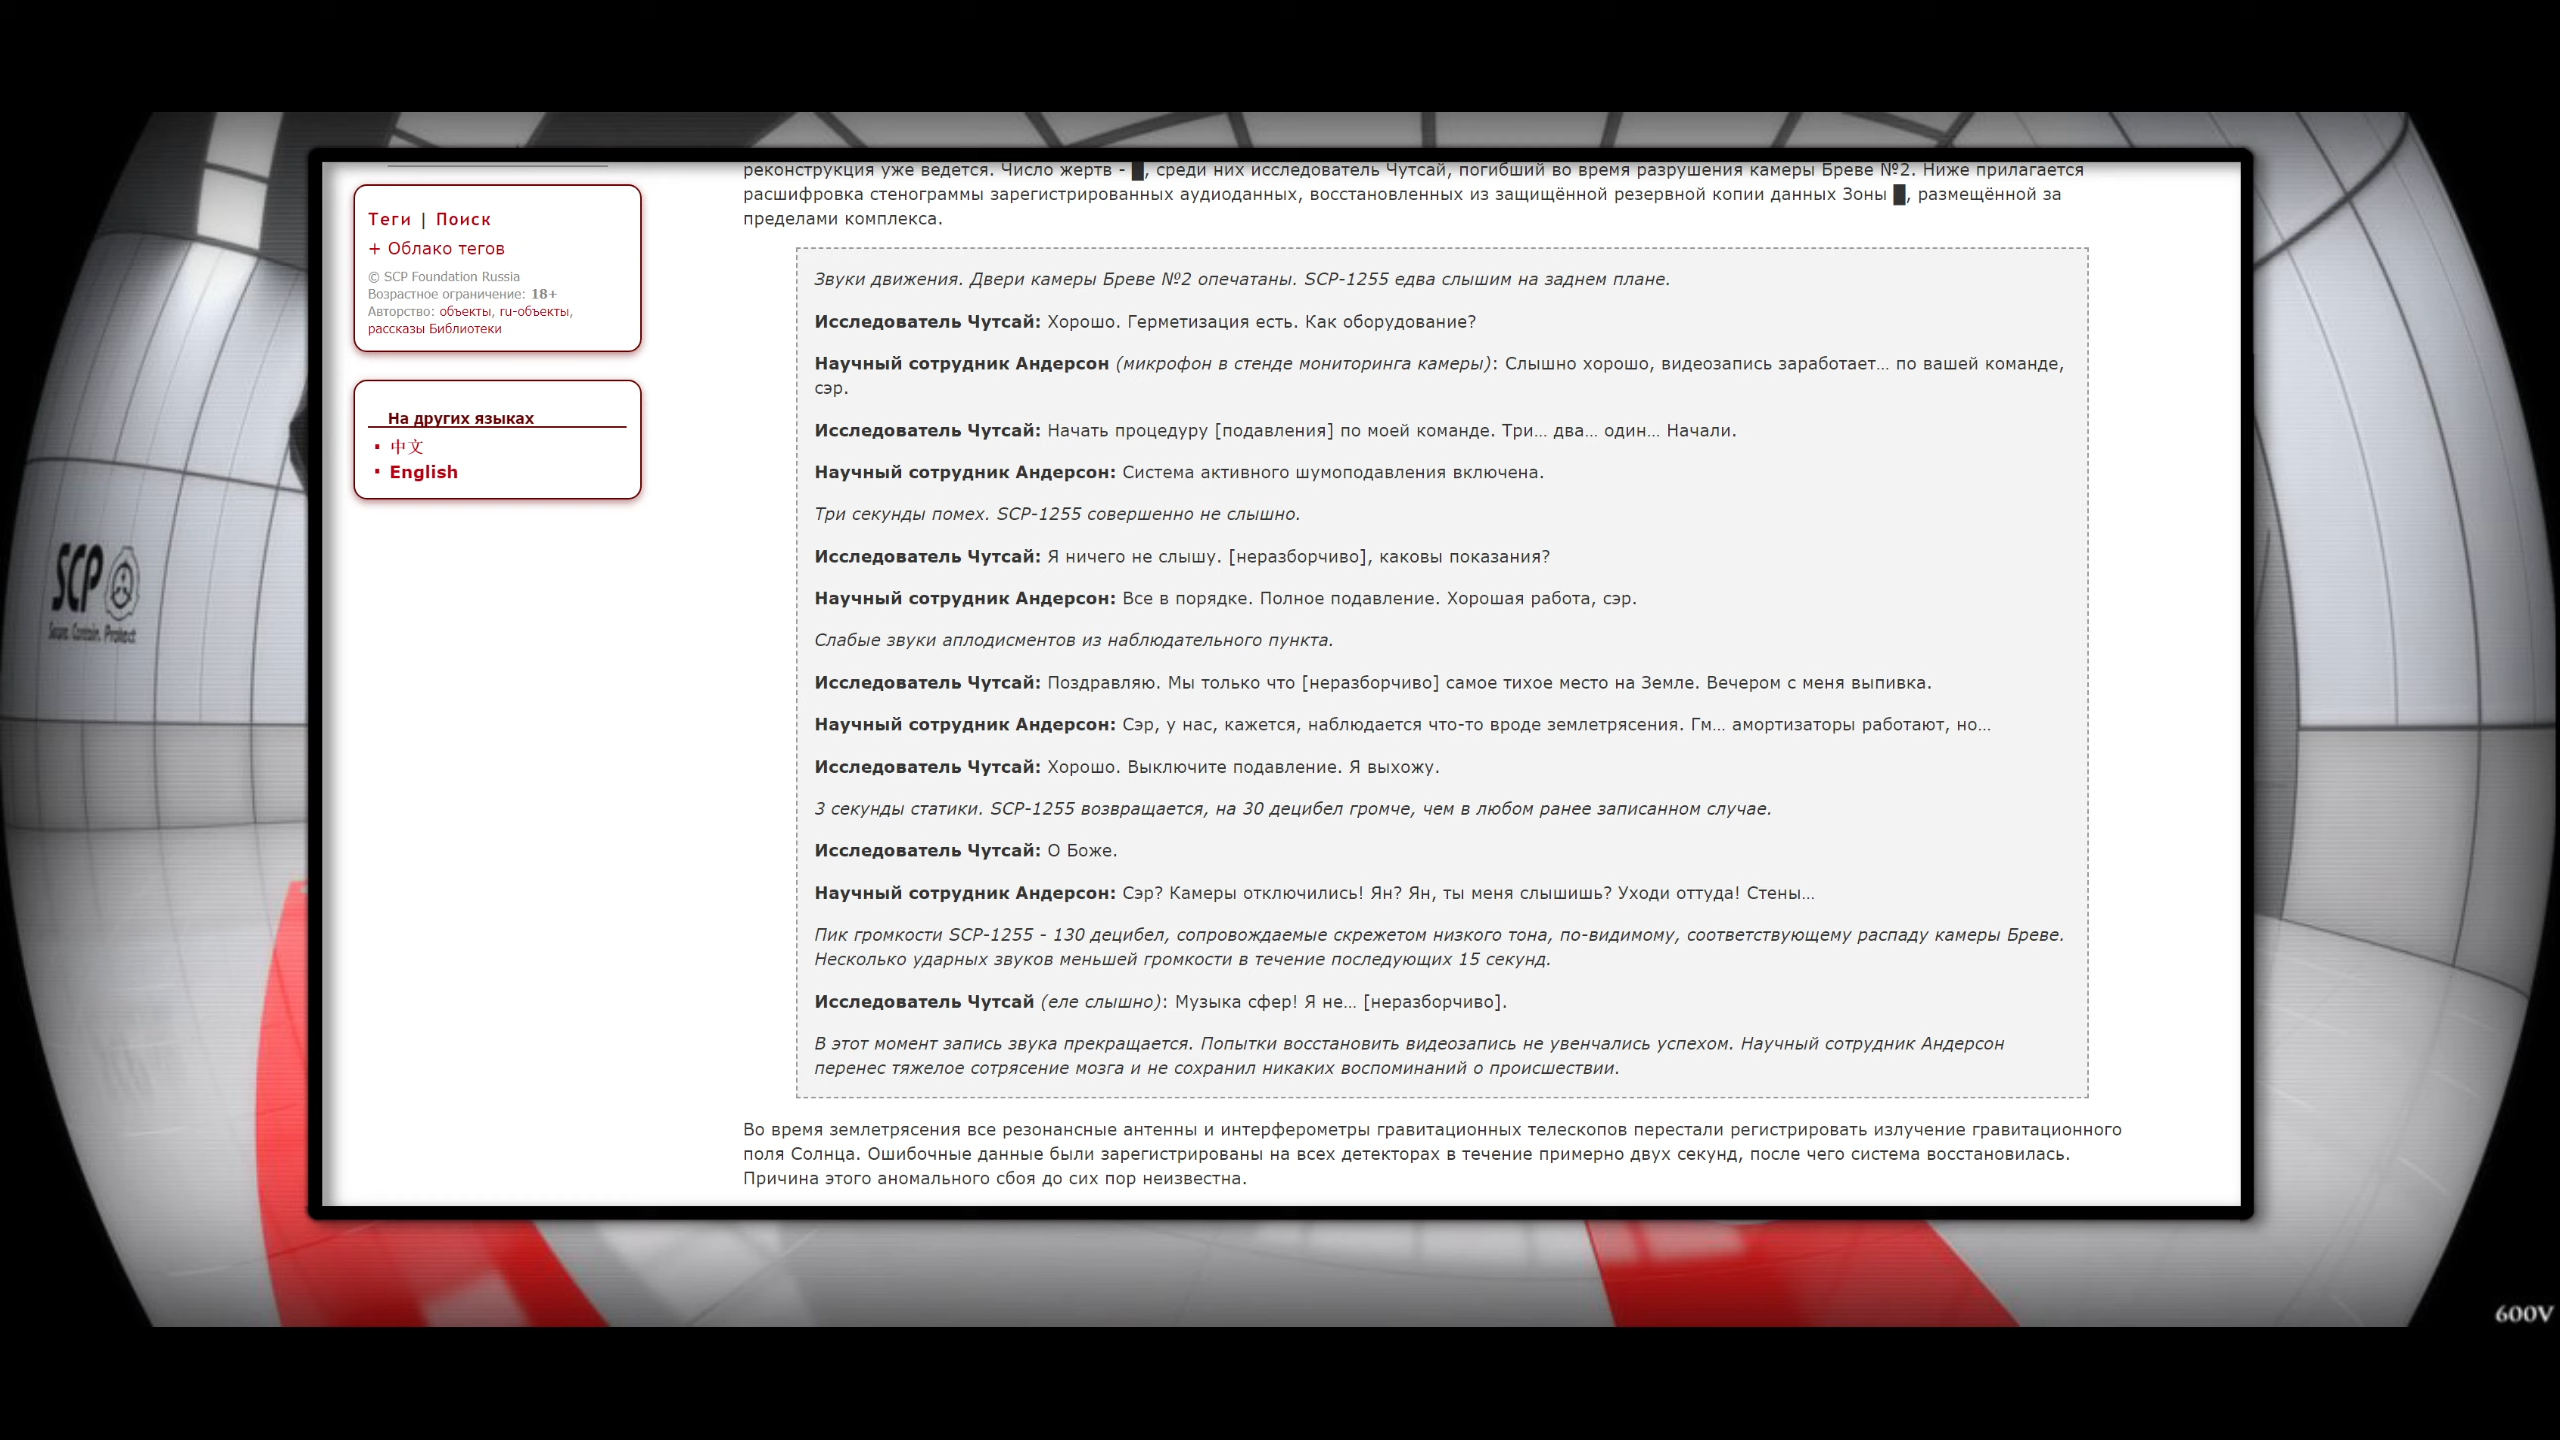 реконструкция уже ведется. Число жертв - █, среди них исследователь Чутсай, погибший во время разрушения камеры Бреве №2. Ниже прилагается
расшифровка стенограммы зарегистрированных аудиоданных, восстановленных из защищённой резервной копии данных Зоны █, размещённой за
пределами комплекса.
Теги | Поиск
+ Облако тегов
© SCP Foundation Russia
Возрастное ограничение: 18+
Авторство: объекты, ru-объекты,
рассказы Библиотеки
На других языках
▪ 中文
▪ English
Звуки движения. Двери камеры Бреве №2 опечатаны. SCP-1255 едва слышим на заднем плане.
Исследователь Чутсай: Хорошо. Герметизация есть. Как оборудование?
Научный сотрудник Андерсон (микрофон в стенде мониторинга камеры): Слышно хорошо, видеозапись заработает… по вашей команде,
сэр.
Исследователь Чутсай: Начать процедуру [подавления] по моей команде. Три… два… один… Начали.
Научный сотрудник Андерсон: Система активного шумоподавления включена.
Три секунды помех. SCP-1255 совершенно не слышно.
Исследователь Чутсай: Я ничего не слышу. [неразборчиво], каковы показания?
Научный сотрудник Андерсон: Все в порядке. Полное подавление. Хорошая работа, сэр.
Слабые звуки аплодисментов из наблюдательного пункта.
Исследователь Чутсай: Поздравляю. Мы только что [неразборчиво] самое тихое место на Земле. Вечером с меня выпивка.
Научный сотрудник Андерсон: Сэр, у нас, кажется, наблюдается что-то вроде землетрясения. Гм… амортизаторы работают, но…
Исследователь Чутсай: Хорошо. Выключите подавление. Я выхожу.
3 секунды статики. SCP-1255 возвращается, на 30 децибел громче, чем в любом ранее записанном случае.
Исследователь Чутсай: О Боже.
Научный сотрудник Андерсон: Сэр? Камеры отключились! Ян? Ян, ты меня слышишь? Уходи оттуда! Стены…
Пик громкости SCP-1255 - 130 децибел, сопровождаемые скрежетом низкого тона, по-видимому, соответствующему распаду камеры Бреве.
Несколько ударных звуков меньшей громкости в течение последующих 15 секунд.
Исследователь Чутсай (еле слышно): Музыка сфер! Я не… [неразборчиво].
В этот момент запись звука прекращается. Попытки восстановить видеозапись не увенчались успехом. Научный сотрудник Андерсон
перенес тяжелое сотрясение мозга и не сохранил никаких воспоминаний о происшествии.
Во время землетрясения все резонансные антенны и интерферометры гравитационных телескопов перестали регистрировать излучение гравитационного
поля Солнца. Ошибочные данные были зарегистрированы на всех детекторах в течение примерно двух секунд, после чего система восстановилась.
Причина этого аномального сбоя до сих пор неизвестна.
SCP
Secure. Contain. Protect
600V